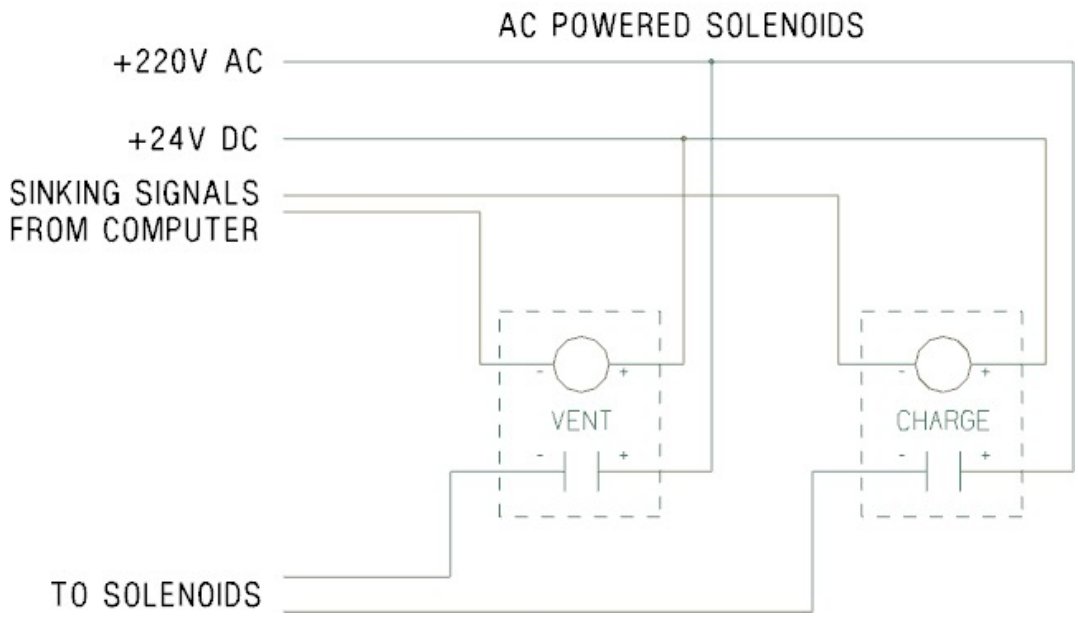 AC POWERED SOLENOIDS
+220V AC
+24V DC
SINKING SIGNALS
FROM COMPUTER
- +
- +
VENT
CHARGE
- +
- +
TO SOLENOIDS